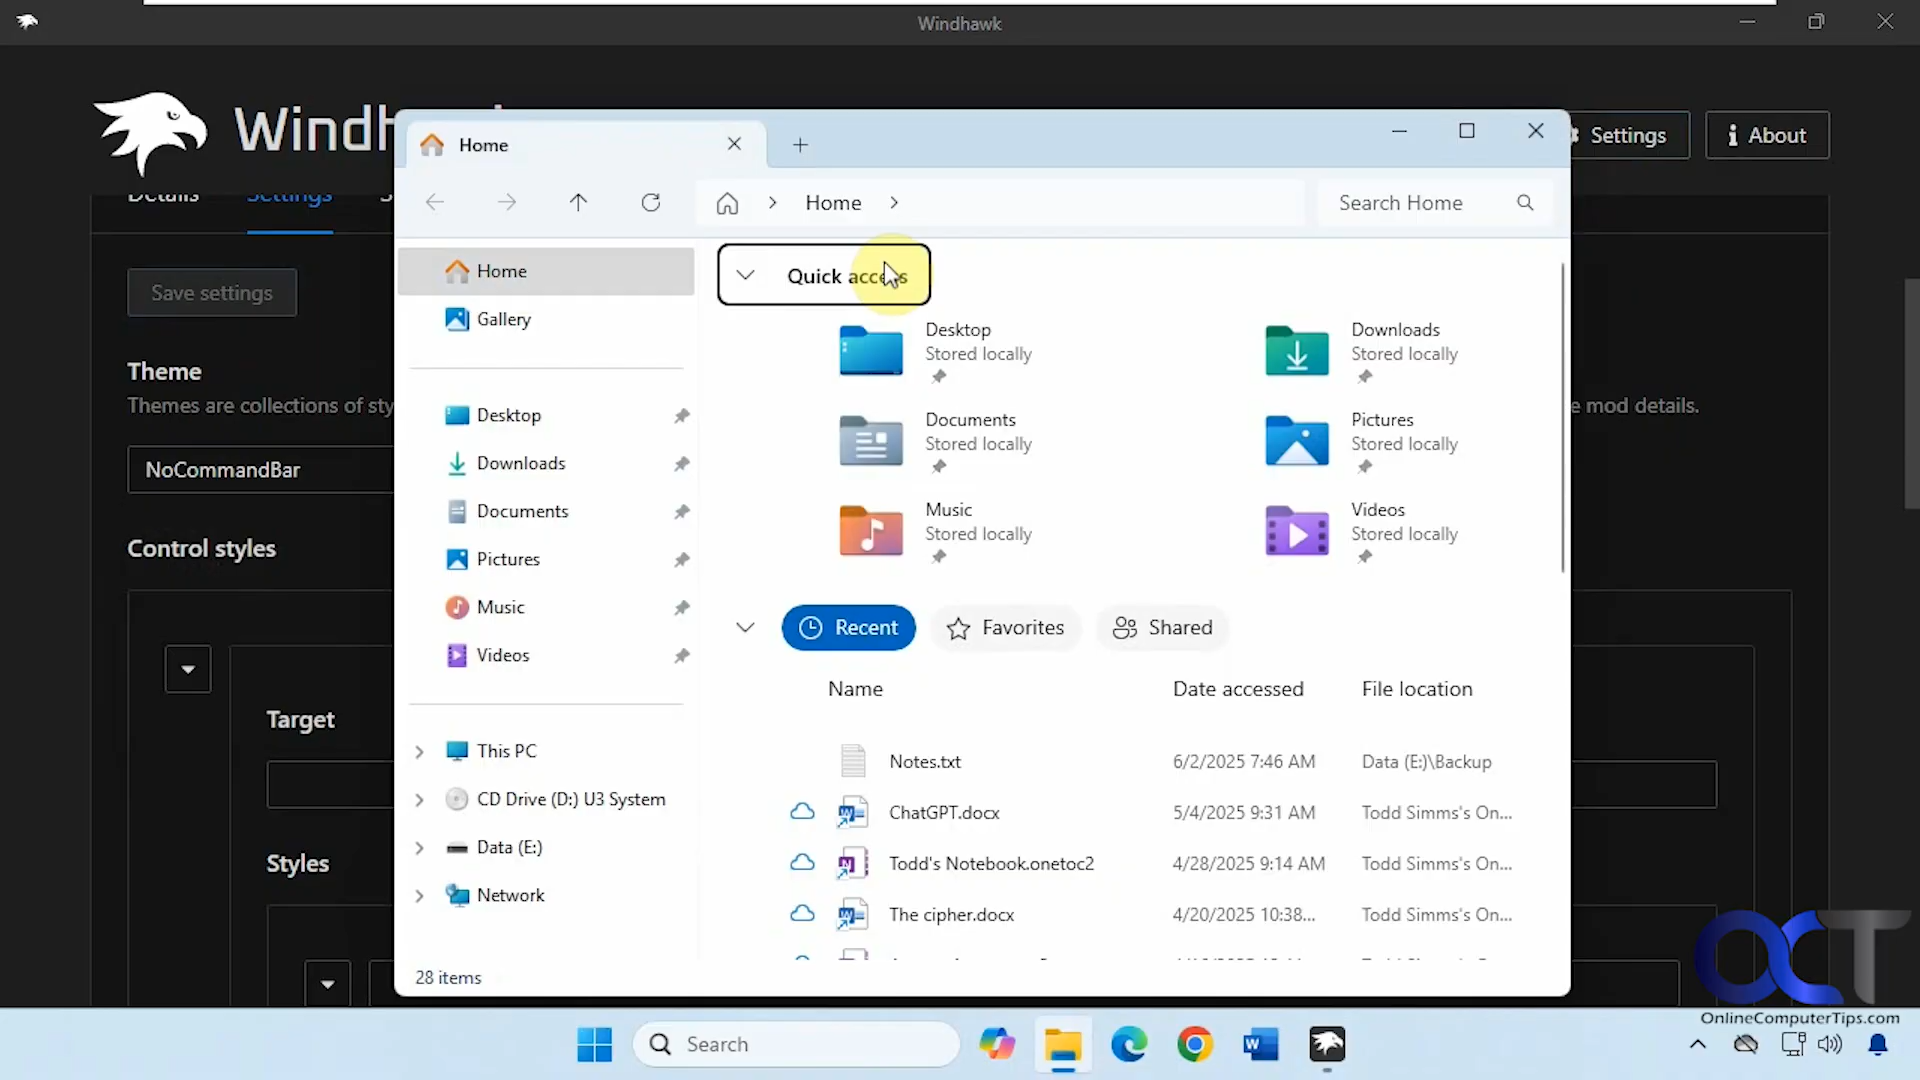 Windhawk
Windh
Settings
About
Details
Settings
Save settings
Theme
Themes are collections of sty
e mod details.
NoCommandBar
Control styles
Target
Styles
Home
Home
Search Home
Home
Gallery
Desktop
Downloads
Documents
Pictures
Music
Videos
This PC
CD Drive (D:) U3 System
Data (E:)
Network
28 items
Quick access
Desktop
Stored locally
Downloads
Stored locally
Documents
Stored locally
Pictures
Stored locally
Music
Stored locally
Videos
Stored locally
Recent
Favorites
Shared
Name
Date accessed
File location
Notes.txt
6/2/2025 7:46 AM
Data (E:)\Backup
ChatGPT.docx
5/4/2025 9:31 AM
Todd Simms's On...
Todd's Notebook.onetoc2
4/28/2025 9:14 AM
Todd Simms's On...
The cipher.docx
4/20/2025 10:38...
Todd Simms's On...
OCT
OnlineComputerTips.com
Search